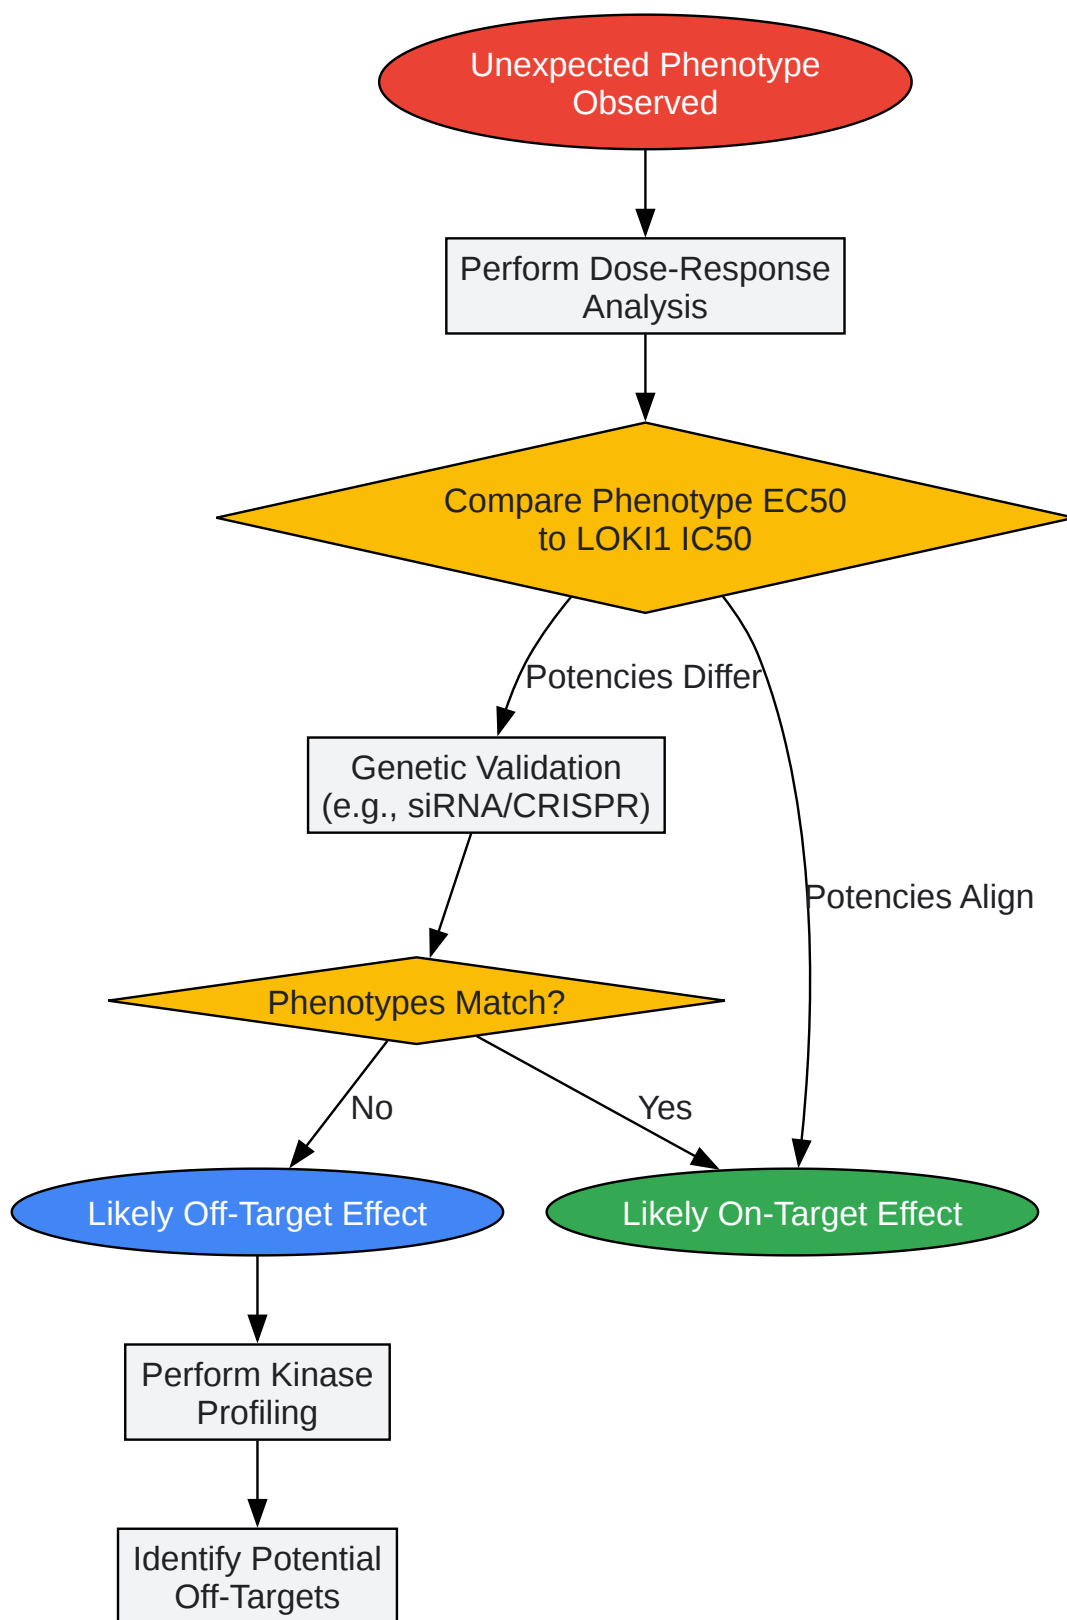 Unexpected Phenotype
Observed
Perform Dose-Response
Analysis
Compare Phenotype EC50
to LOKI1 IC50
Potencies Differ
Genetic Validation
(e.g., siRNA/CRISPR)
Potencies Align
Phenotypes Match?
No
Yes
Likely Off-Target Effect
Likely On-Target Effect
Perform Kinase
Profiling
Identify Potential
Off-Targets